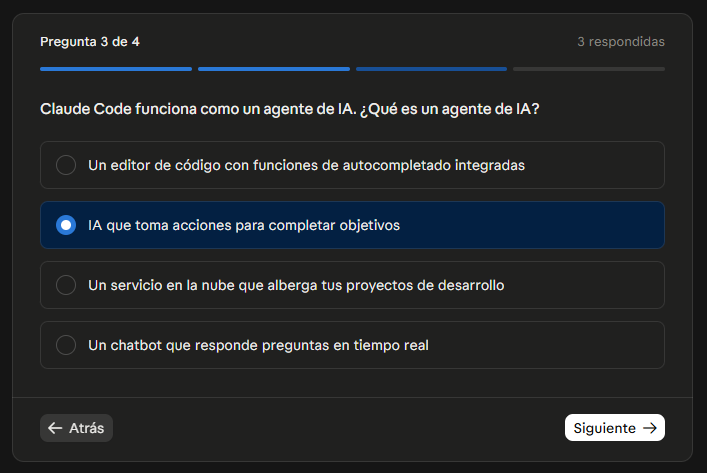 Pregunta 3 de 4
3 respondidas
Claude Code funciona como un agente de IA. ¿Qué es un agente de IA?
Un editor de código con funciones de autocompletado integradas
IA que toma acciones para completar objetivos
Un servicio en la nube que alberga tus proyectos de desarrollo
Un chatbot que responde preguntas en tiempo real
← Atrás
Siguiente →